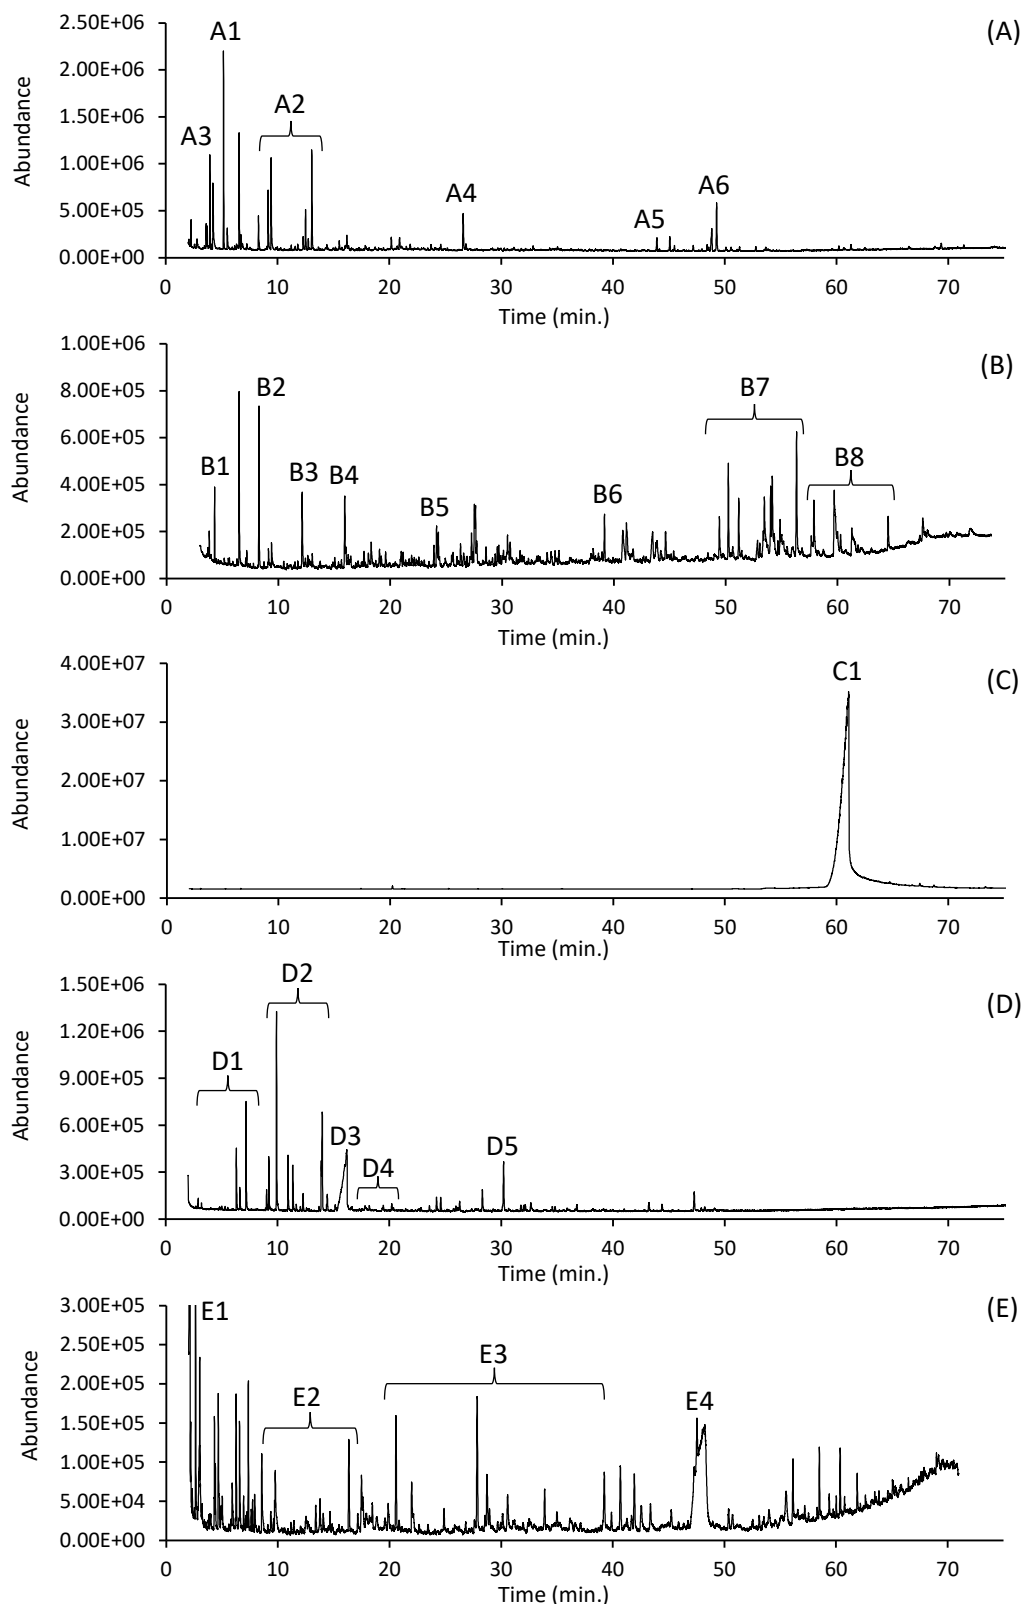 2.50E+06
2.00E+06
1.50E+06
1.00E+06
5.00E+05
0.00E+00
Abundance
A1
A2
A3
A4
A5
A6
(A)
0 10 20 30 40 50 60 70
Time (min.)
1.00E+06
8.00E+05
6.00E+05
4.00E+05
2.00E+05
0.00E+00
Abundance
B1
B2
B3
B4
B5
B6
B7
B8
(B)
0 10 20 30 40 50 60 70
Time (min.)
4.00E+07
3.00E+07
2.00E+07
1.00E+07
0.00E+00
Abundance
C1
(C)
0 10 20 30 40 50 60 70
Time (min.)
1.50E+06
1.20E+06
9.00E+05
6.00E+05
3.00E+05
0.00E+00
Abundance
D1
D2
D3
D4
D5
(D)
0 10 20 30 40 50 60 70
Time (min.)
3.00E+05
2.50E+05
2.00E+05
1.50E+05
1.00E+05
5.00E+04
0.00E+00
Abundance
E1
E2
E3
E4
(E)
0 10 20 30 40 50 60 70
Time (min.)